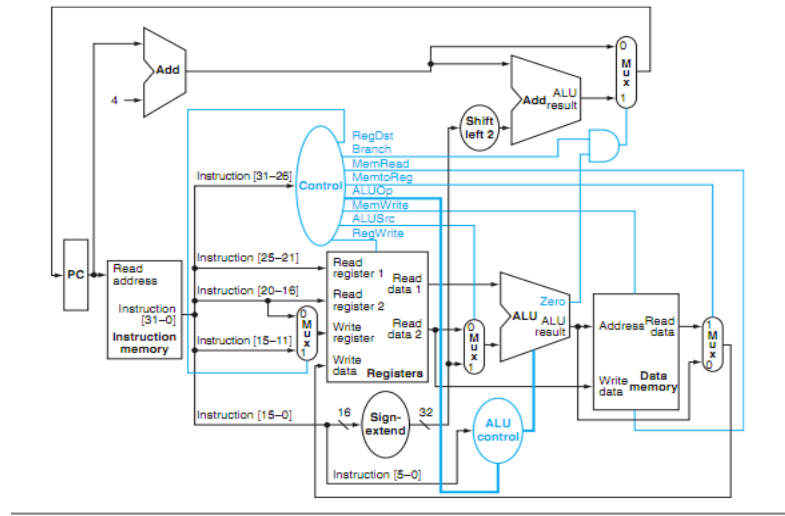 Add
4
0
M
u
x
1
Add
ALU
result
Shift
left 2
RegDst
Branch
MemRead
MemtoReg
ALUOp
MemWrite
ALUSrc
RegWrite
Control
Instruction [31–26]
PC
Read
address
Instruction
[31–0]
Instruction
memory
Instruction [25–21]
Instruction [20–16]
Instruction [15–11]
0
M
u
x
1
Read
register 1
Read
register 2
Write
register
Write
data
Read
data 1
Read
data 2
Registers
0
M
u
x
1
Zero
ALU
ALU
result
Address
Read
data
Write
data
Data
memory
1
M
u
x
0
Instruction [15–0]
16
Sign-
extend
32
ALU
control
Instruction [5–0]